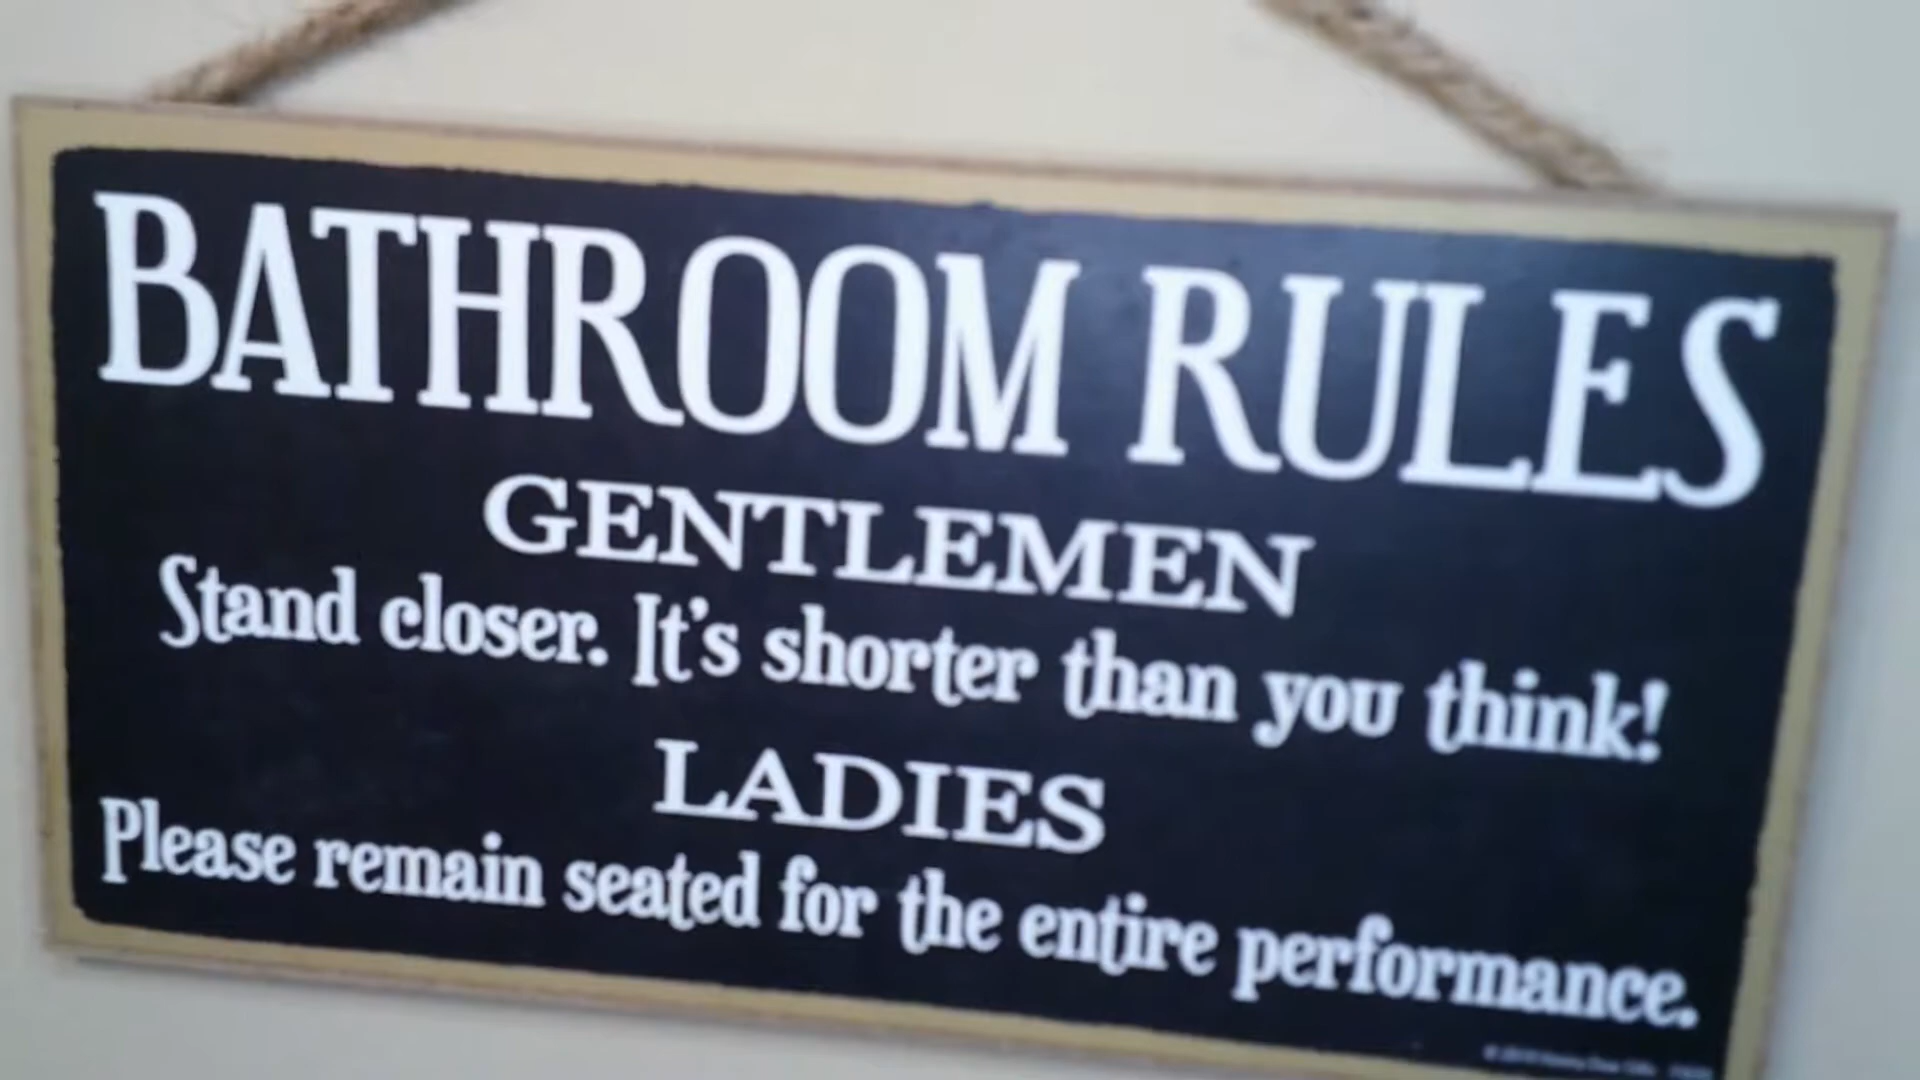 BATHROOM RULES
GENTLEMEN
Stand closer. It's shorter than you think!
LADIES
Please remain seated for the entire performance.